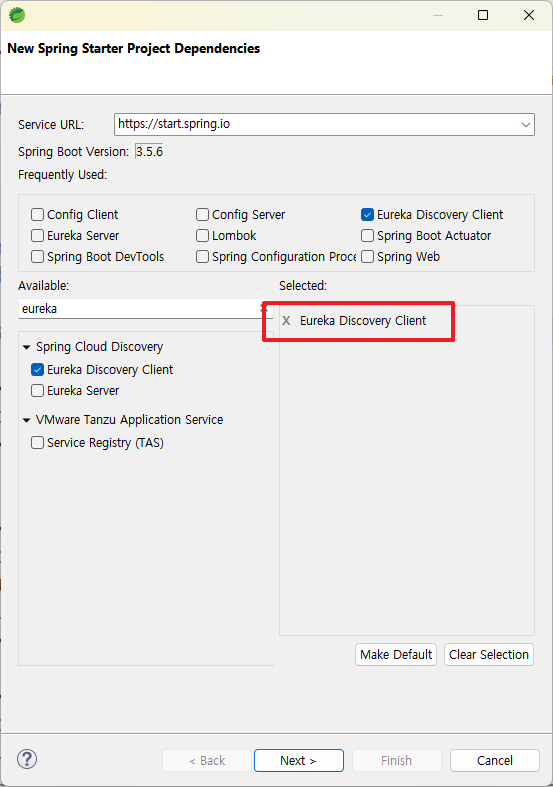 New Spring Starter Project Dependencies
Service URL: https://start.spring.io
Spring Boot Version: 3.5.6
Frequently Used:
Config Client Config Server Eureka Discovery Client
Eureka Server Lombok Spring Boot Actuator
Spring Boot DevTools Spring Configuration Proce Spring Web
Available: Selected:
eureka
X Eureka Discovery Client
Spring Cloud Discovery
Eureka Discovery Client
Eureka Server
VMware Tanzu Application Service
Service Registry (TAS)
Make Default Clear Selection
? < Back Next > Finish Cancel